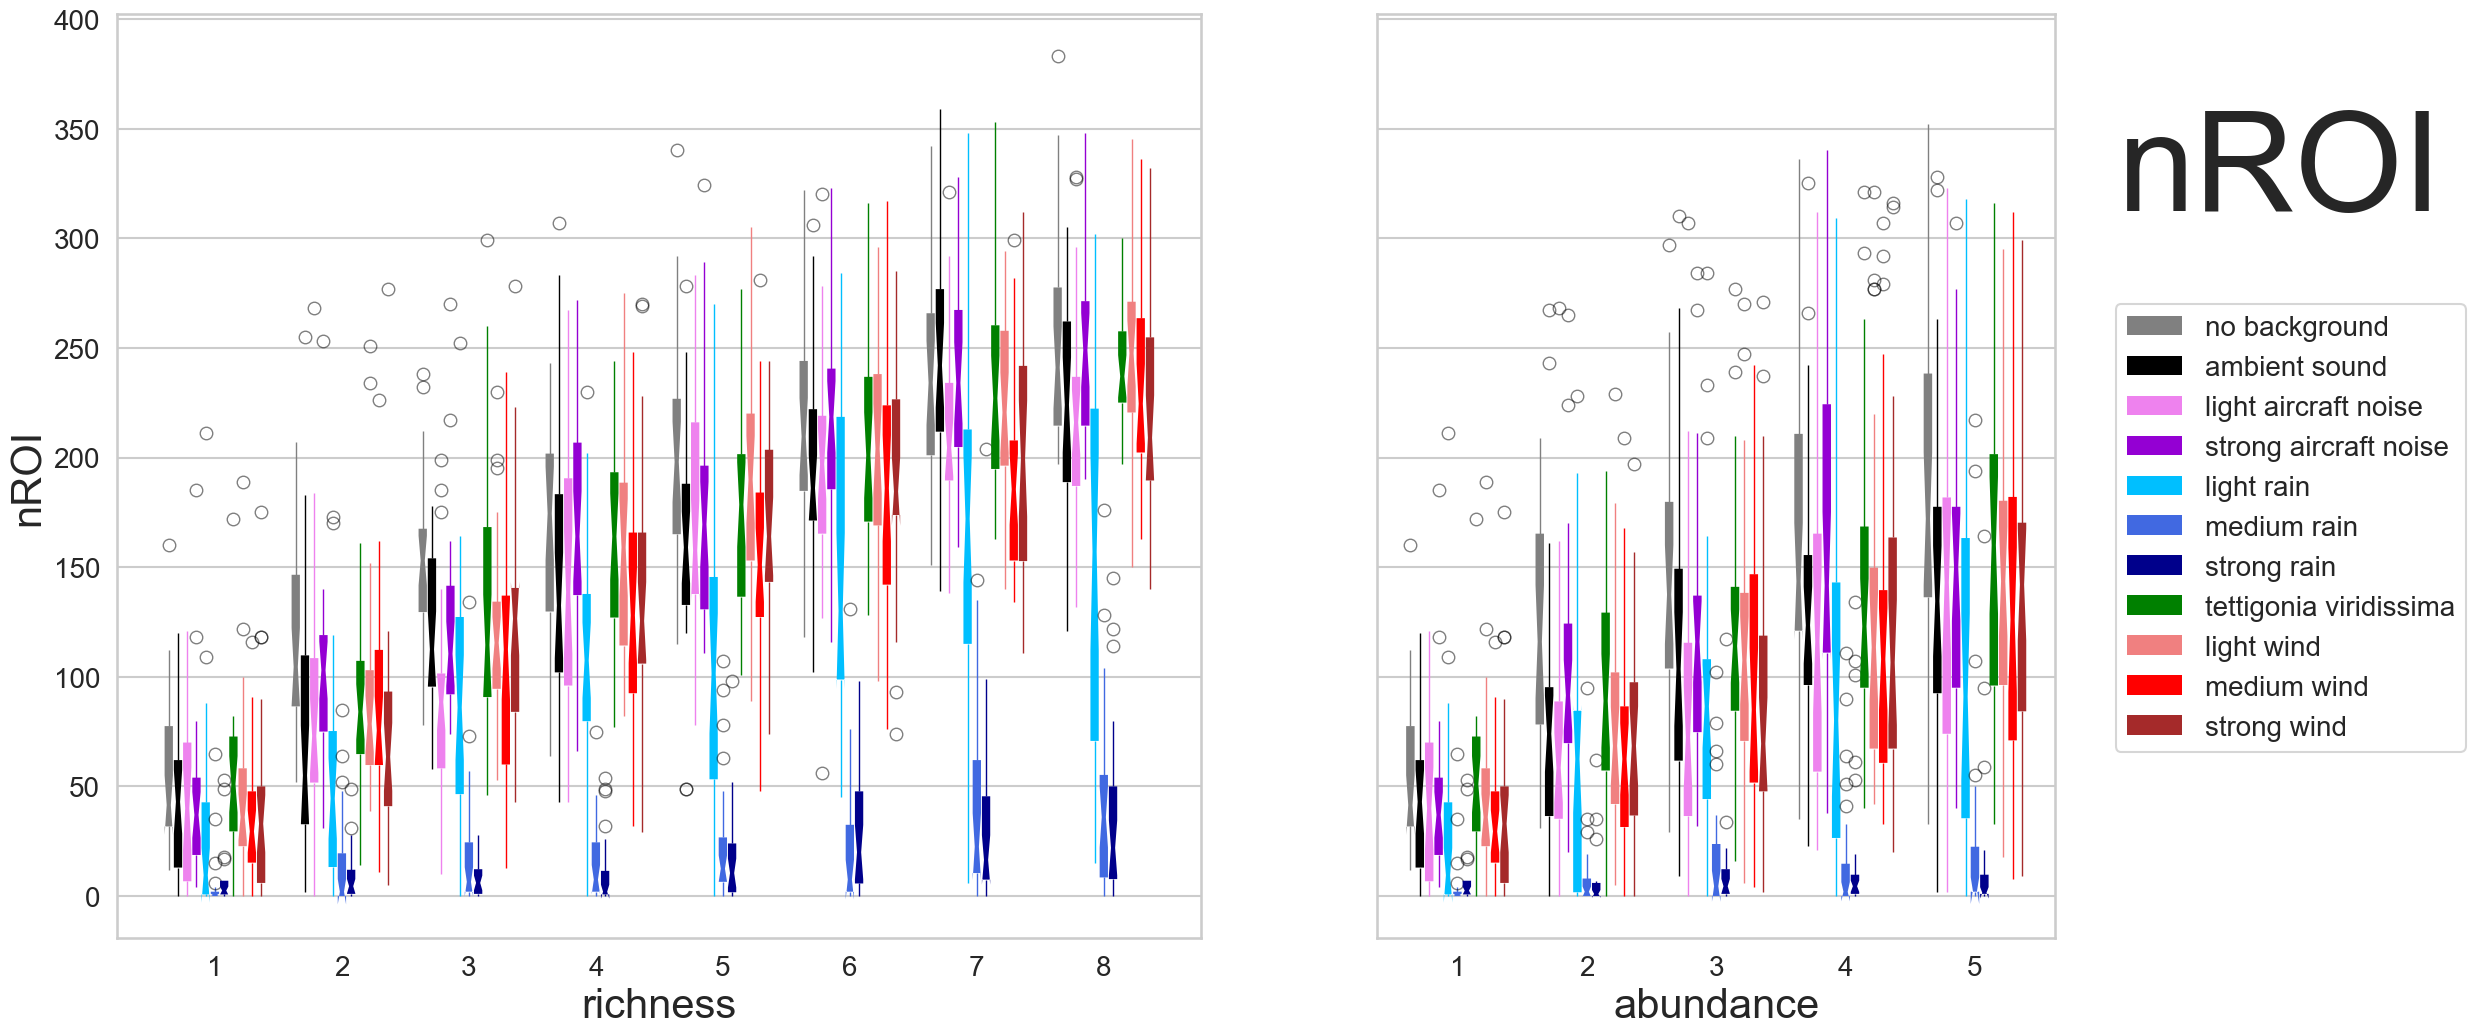 400
350
300
250
200
150
100
50
0
nROI
1 2 3 4 5 6 7 8
richness
1 2 3 4 5
abundance
nROI
no background
ambient sound
light aircraft noise
strong aircraft noise
light rain
medium rain
strong rain
tettigonia viridissima
light wind
medium wind
strong wind